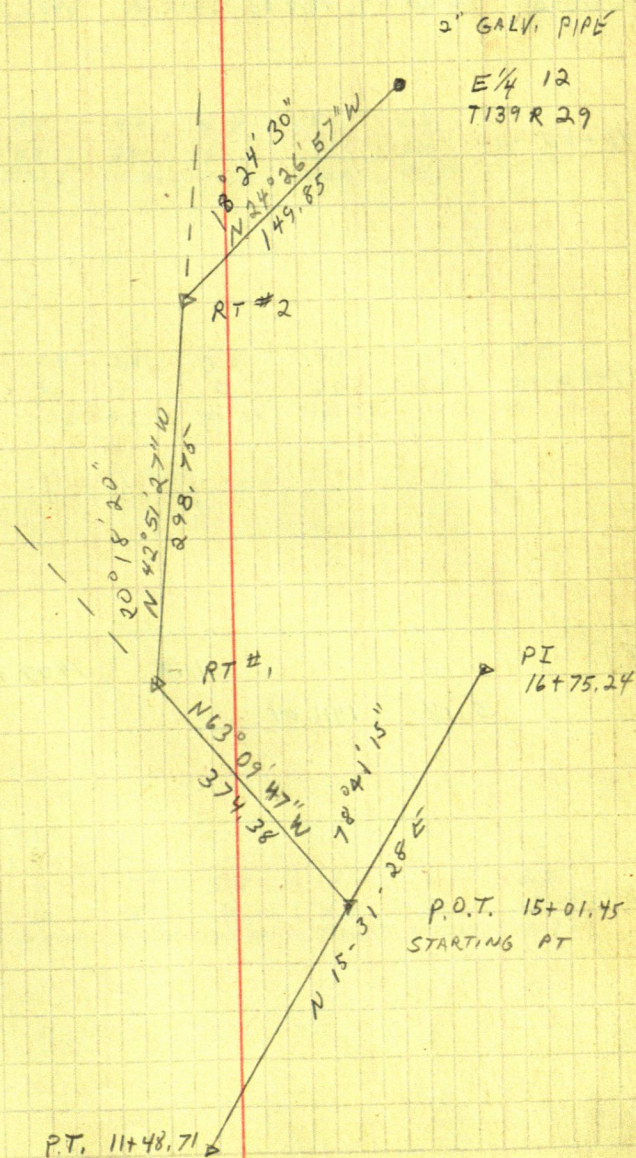 2" GALV. PIPE
E 1/4 12
T139 R 29
18° 24' 30"
N 24° 26' 57" W
149.85
RT #2
20° 18' 20"
N 42° 51' 27" W
298.75
RT #1
N63° 09' 47" W
374.38
PI
16+75.24
78° 41' 15"
N 15-31-28 E
P.O.T. 15+01.45
STARTING PT
P.T. 11+48.71